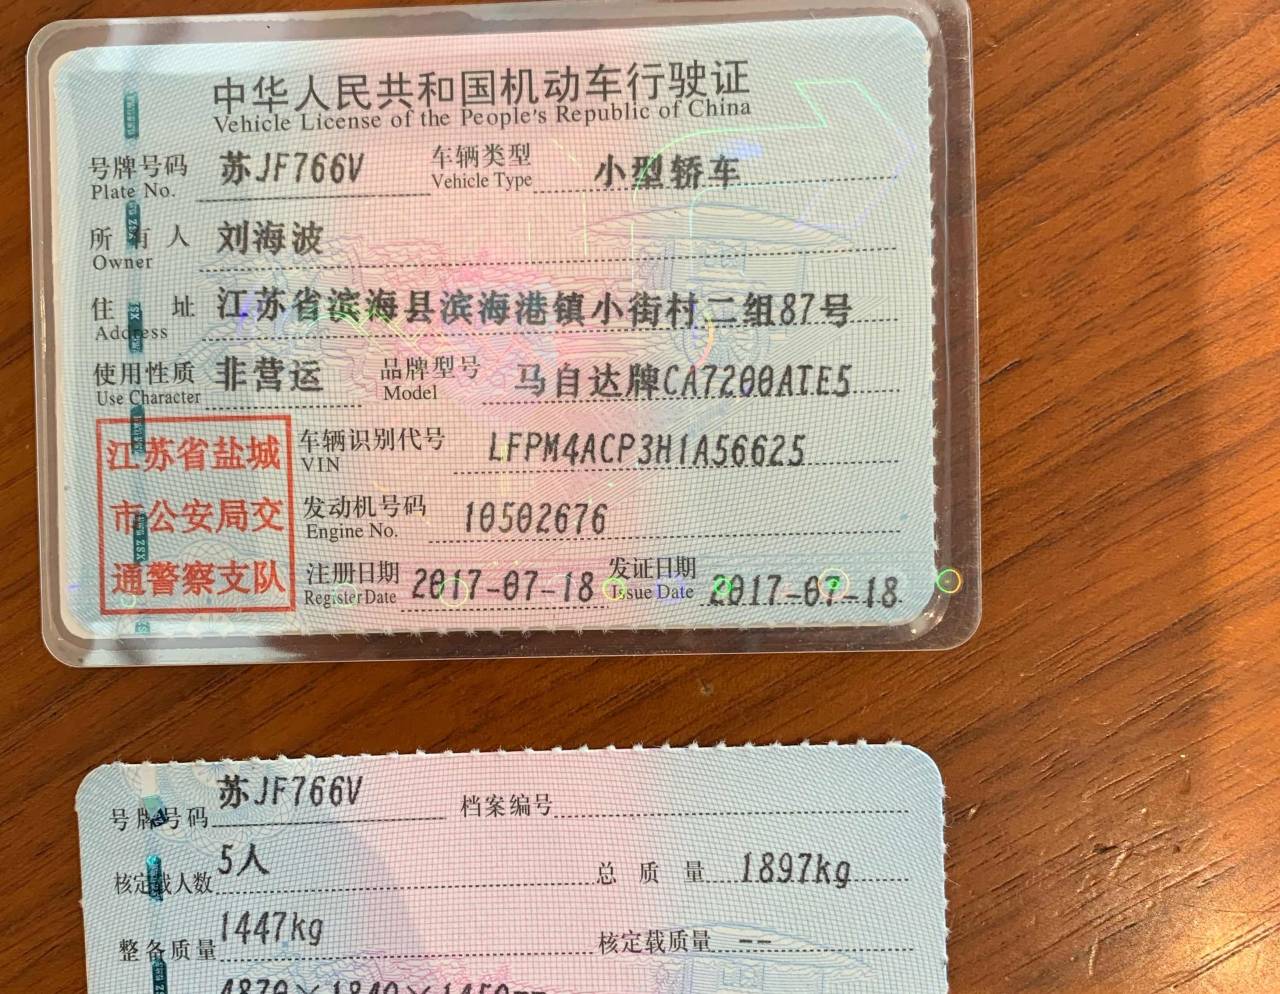 中华人民共和国机动车行驶证
Vehicle License of the People's Republic of China
号牌号码 苏JF766V 车辆类型 小型轿车
Plate No. Vehicle Type
所有人 刘海波
Owner
住址 江苏省滨海县滨海港镇小街村二组87号
Address
使用性质 非营运 品牌型号 马自达牌CA7200ATE5
Use Character Model
江苏省盐城
市公安局交
通警察支队
车辆识别代号 LFPM4ACP3H1A56625
VIN
发动机号码 10502676
Engine No.
注册日期 2017-07-18 发证日期 2017-07-18
Register Date Issue Date
号牌号码 苏JF766V 档案编号
核定载人数 5人 总质量 1897kg
整备质量 1447kg 核定载质量 --